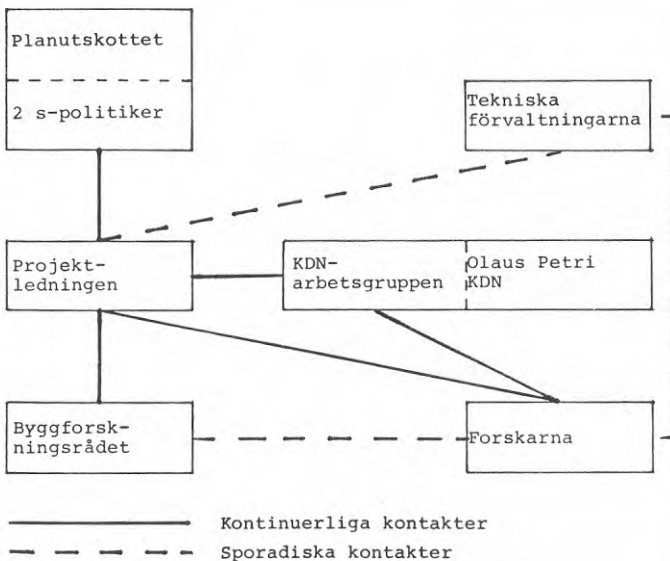 Planutskottet
2 s-politiker
Tekniska
förvaltningarna
Projekt-
ledningen
KDN-
arbetsgruppen
Olaus Petri
KDN
Byggforsk-
ningsrådet
Forskarna
Kontinuerliga kontakter
Sporadiska kontakter